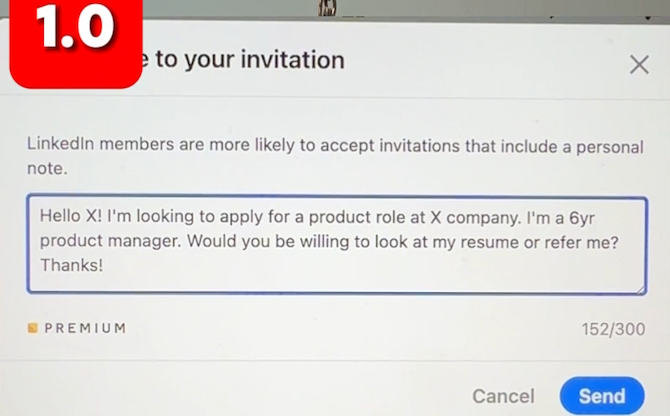 1.0
to your invitation
LinkedIn members are more likely to accept invitations that include a personal
note.
Hello X! I'm looking to apply for a product role at X company. I'm a 6yr
product manager. Would you be willing to look at my resume or refer me?
Thanks!
PREMIUM
152/300
Cancel
Send